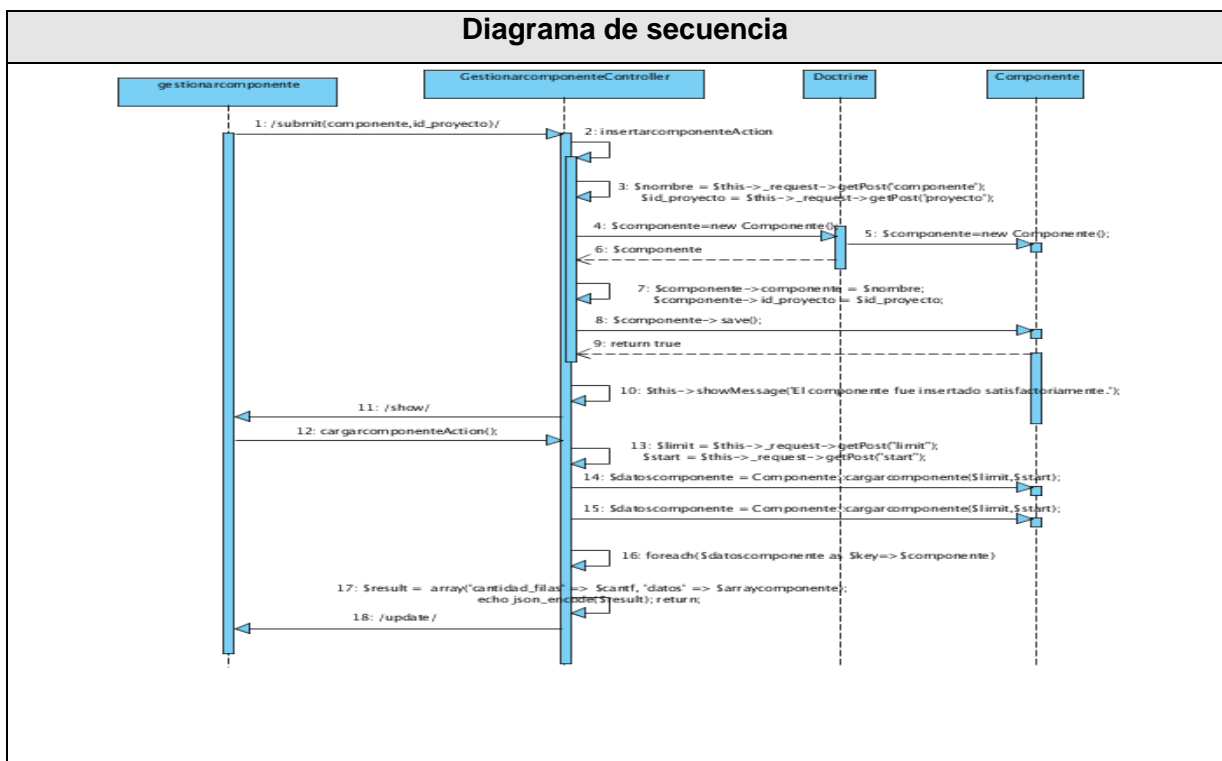 Diagrama de secuencia
gestionarcomponente
GestionarcomponenteController
Doctrine
Componente
1: /submit(componente,id_proyecto)/
2: insertarcomponenteAction
3: $nombre = $this->_request->getPost('componente');
$id_proyecto = $this->_request->getPost('proyecto');
4: $componente=new Componente();
5: $componente=new Componente();
6: $componente
7: $componente->componente = $nombre;
$componente-> id_proyecto = $id_proyecto;
8: $componente-> save();
9: return true
10: $this->showMessage('El componente fue insertado satisfactoriamente.');
11: /show/
12: cargarcomponenteAction();
13: $limit = $this->_request->getPost("limit");
$start = $this->_request->getPost("start");
14: $datoscomponente = Componente::cargarcomponente($limit,$start);
15: $datoscomponente = Componente::cargarcomponente($limit,$start);
16: foreach($datoscomponente as $key=> $componente)
17: $result = array("cantidad_filas" => $cantf, "datos" => $arraycomponente);
echo json_encode($result); return;
18: /update/